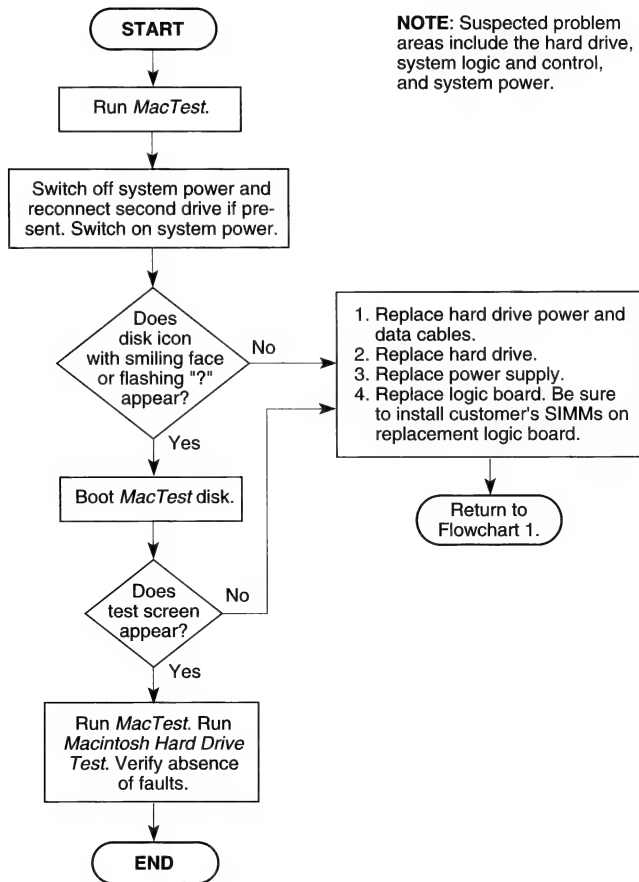 START
NOTE: Suspected problem
areas include the hard drive,
system logic and control,
and system power.
Run MacTest.
Switch off system power and
reconnect second drive if pre-
sent. Switch on system power.
Does
disk icon
with smiling face
or flashing "?"
appear?
No
Yes
1. Replace hard drive power and
data cables.
2. Replace hard drive.
3. Replace power supply.
4. Replace logic board. Be sure
to install customer's SIMMs on
replacement logic board.
Return to
Flowchart 1.
Boot MacTest disk.
Does
test screen
appear?
No
Yes
Run MacTest. Run
Macintosh Hard Drive
Test. Verify absence
of faults.
END